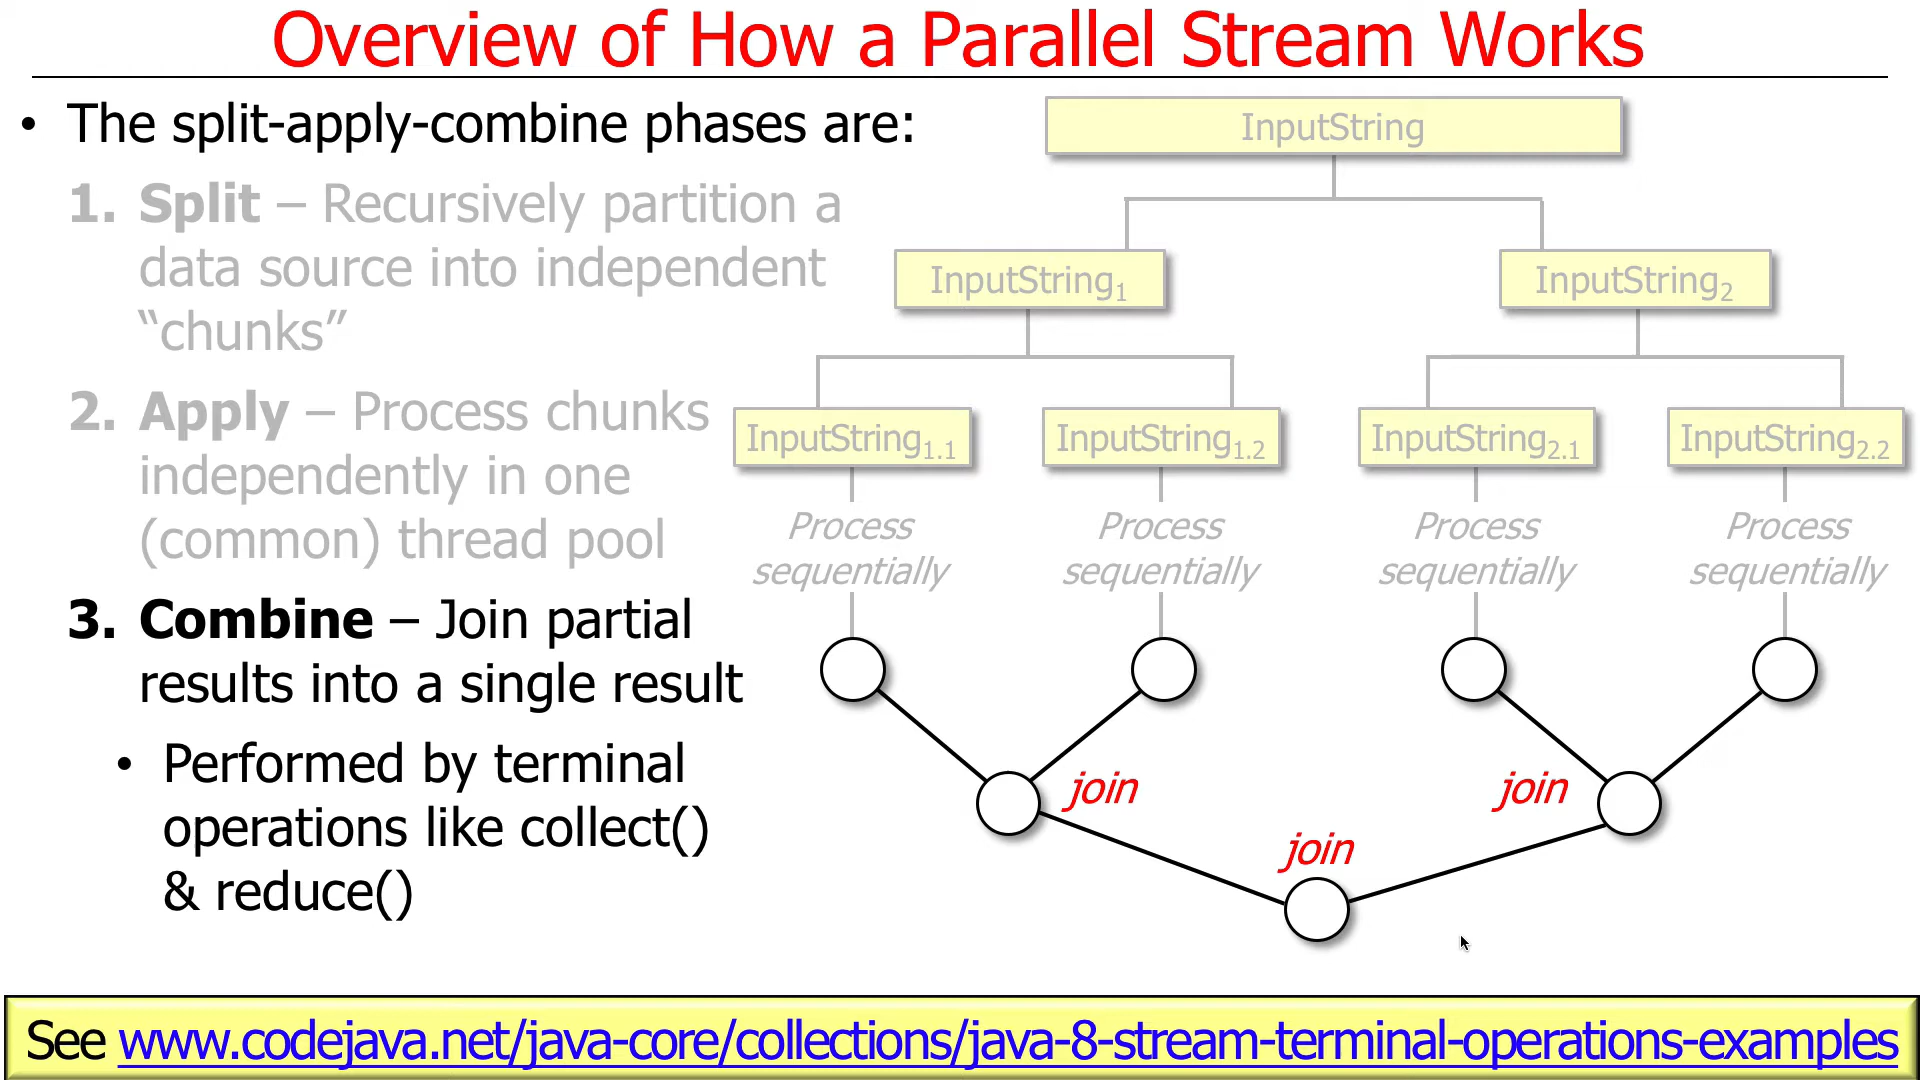 Overview of How a Parallel Stream Works
• The split-apply-combine phases are:
1. Split – Recursively partition a
data source into independent
“chunks”
2. Apply – Process chunks
independently in one
(common) thread pool
3. Combine – Join partial
results into a single result
• Performed by terminal
operations like collect()
& reduce()
InputString
InputString1
InputString2
InputString1.1
InputString1.2
InputString2.1
InputString2.2
Process
sequentially
Process
sequentially
Process
sequentially
Process
sequentially
join
join
join
See www.codejava.net/java-core/collections/java-8-stream-terminal-operations-examples